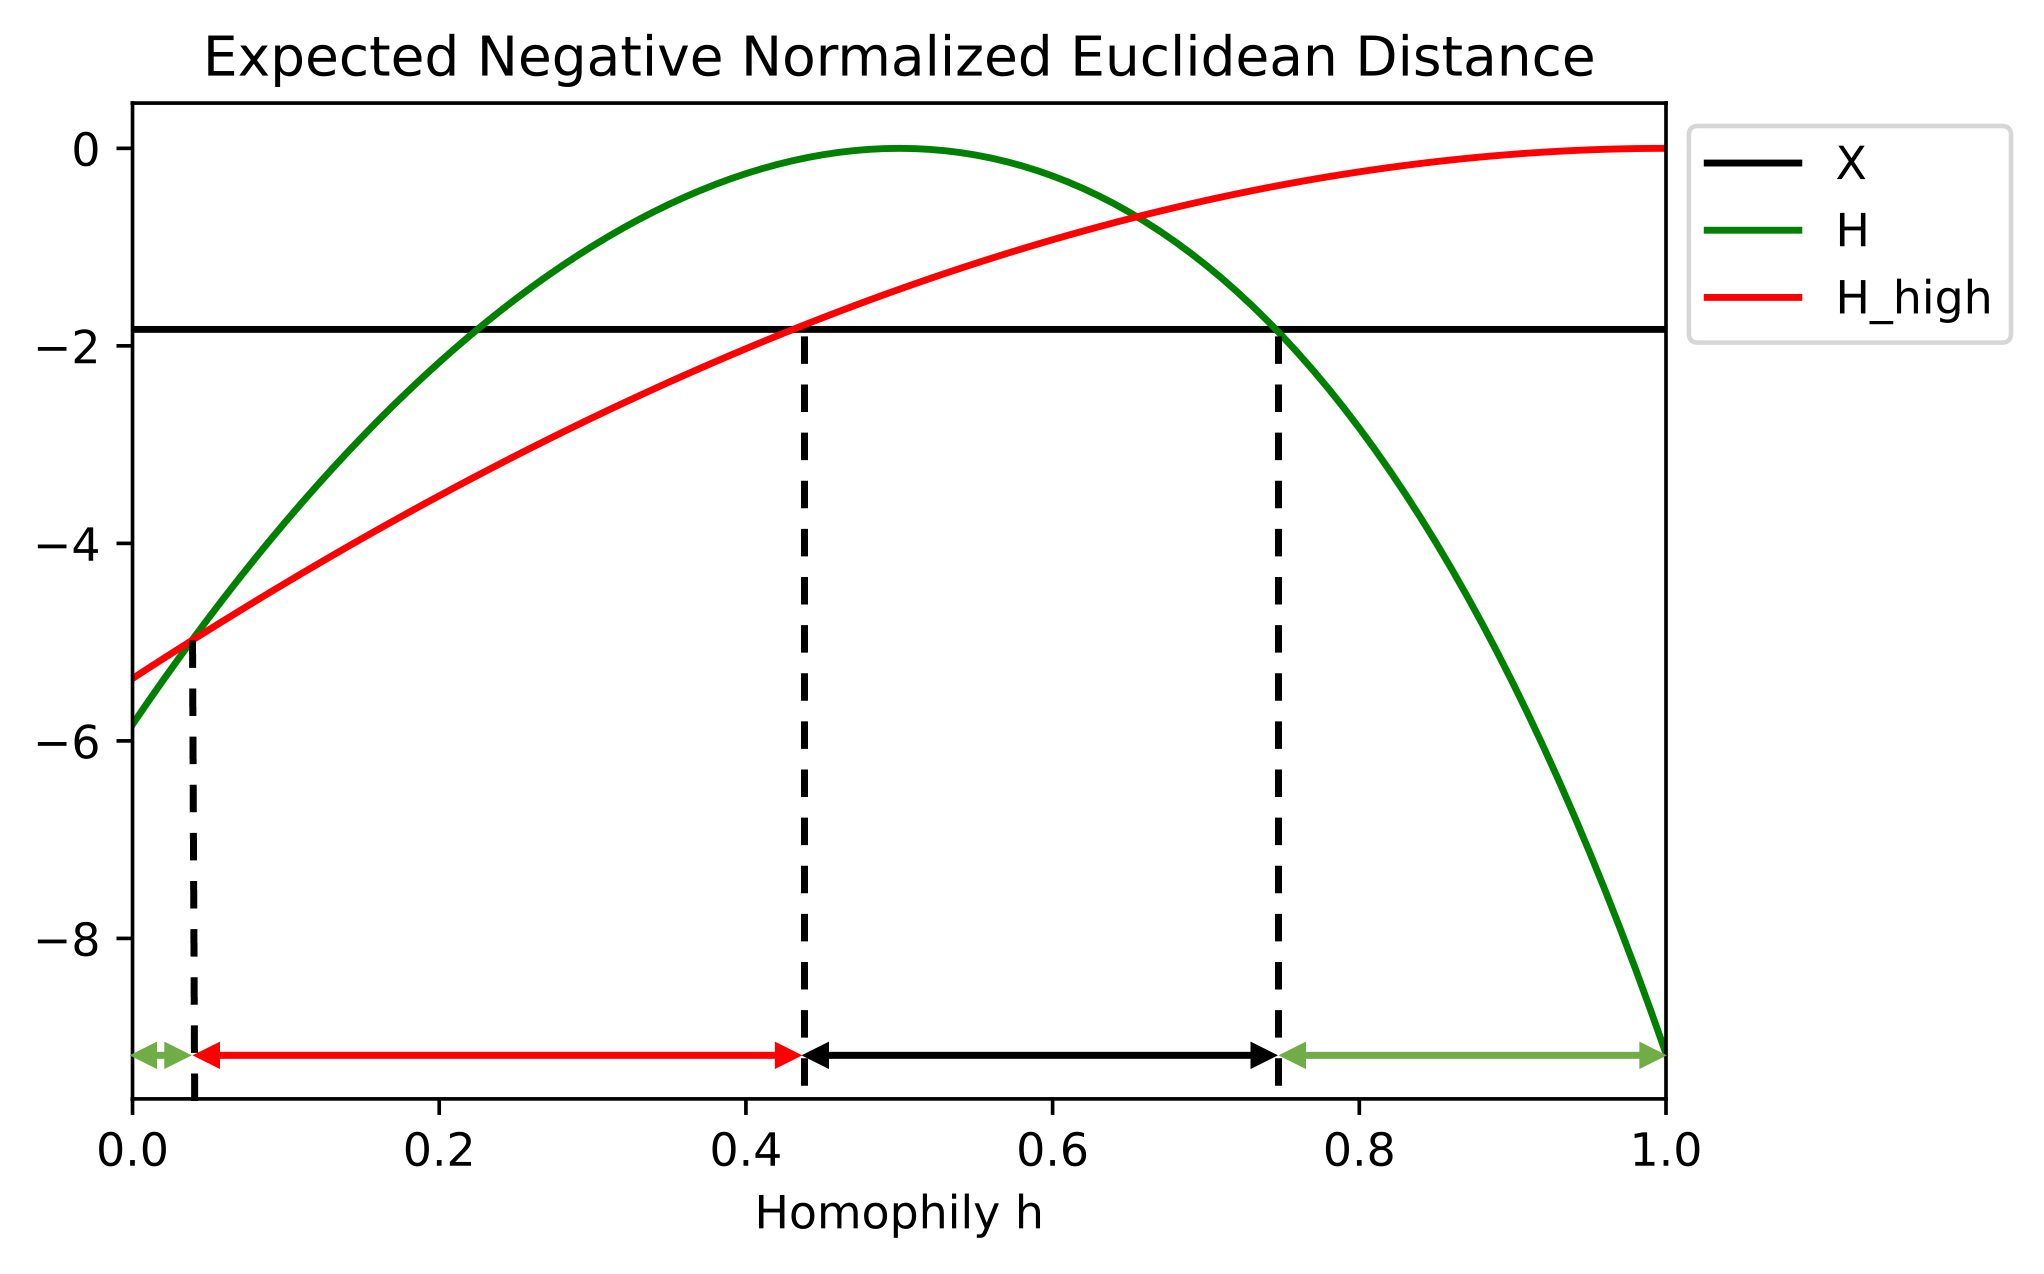 Expected Negative Normalized Euclidean Distance
0
−2
−4
−6
−8
X
H
H_high
0.0 0.2 0.4 0.6 0.8 1.0
Homophily h